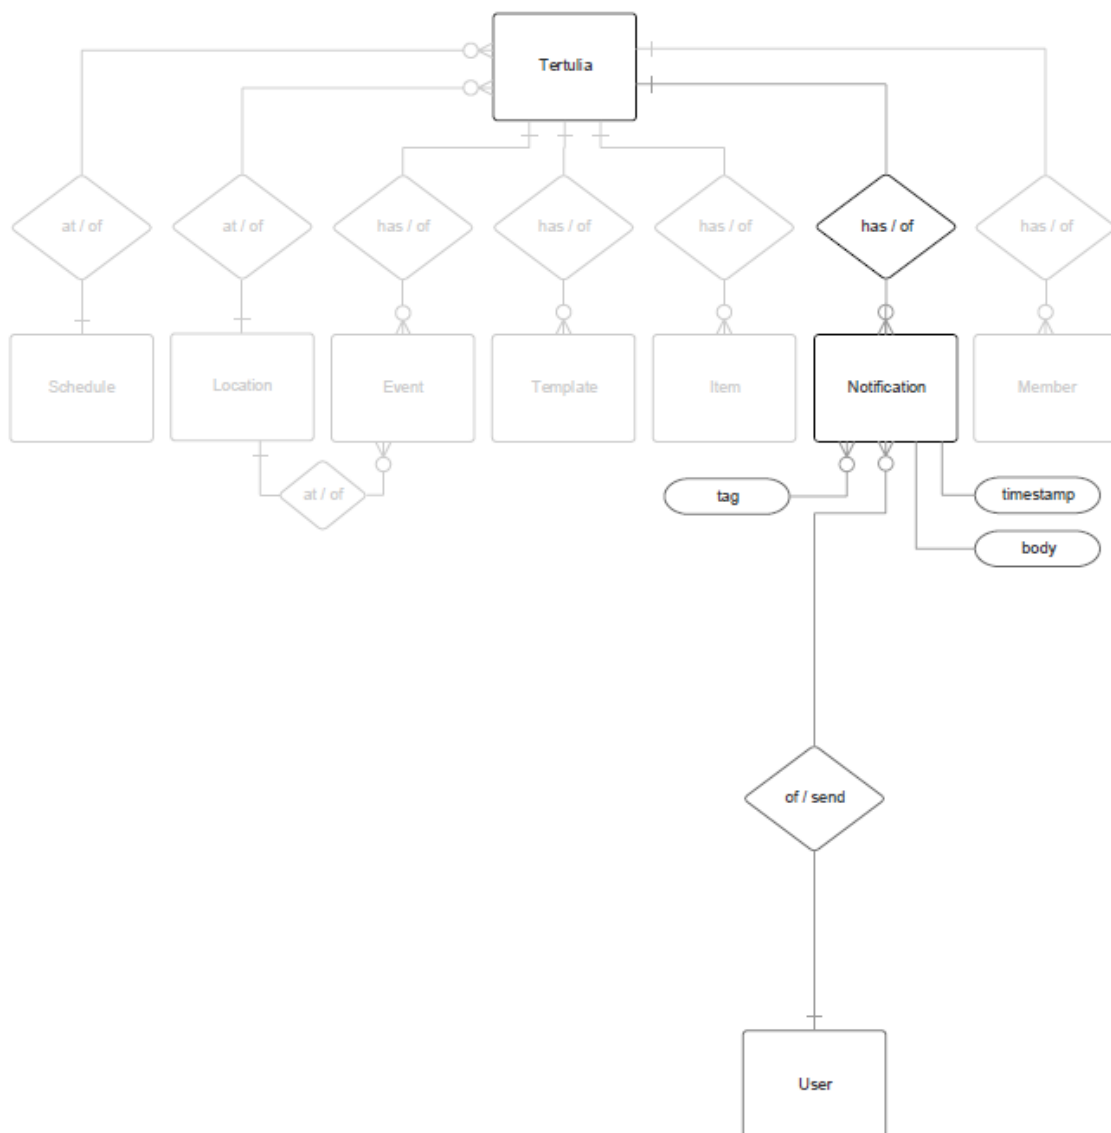 Tertulia
at / of
at / of
has / of
has / of
has / of
has / of
has / of
Schedule
Location
Event
Template
Item
Notification
Member
at / of
tag
timestamp
body
of / send
User